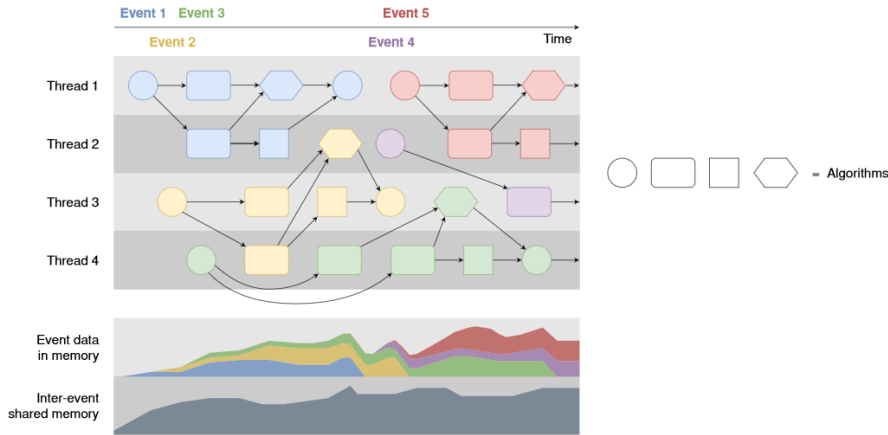 Event 1 Event 3 Event 5
Time
Event 2 Event 4
Thread 1
Thread 2
Thread 3
Thread 4
= Algorithms
Event data
in memory
Inter-event
shared memory